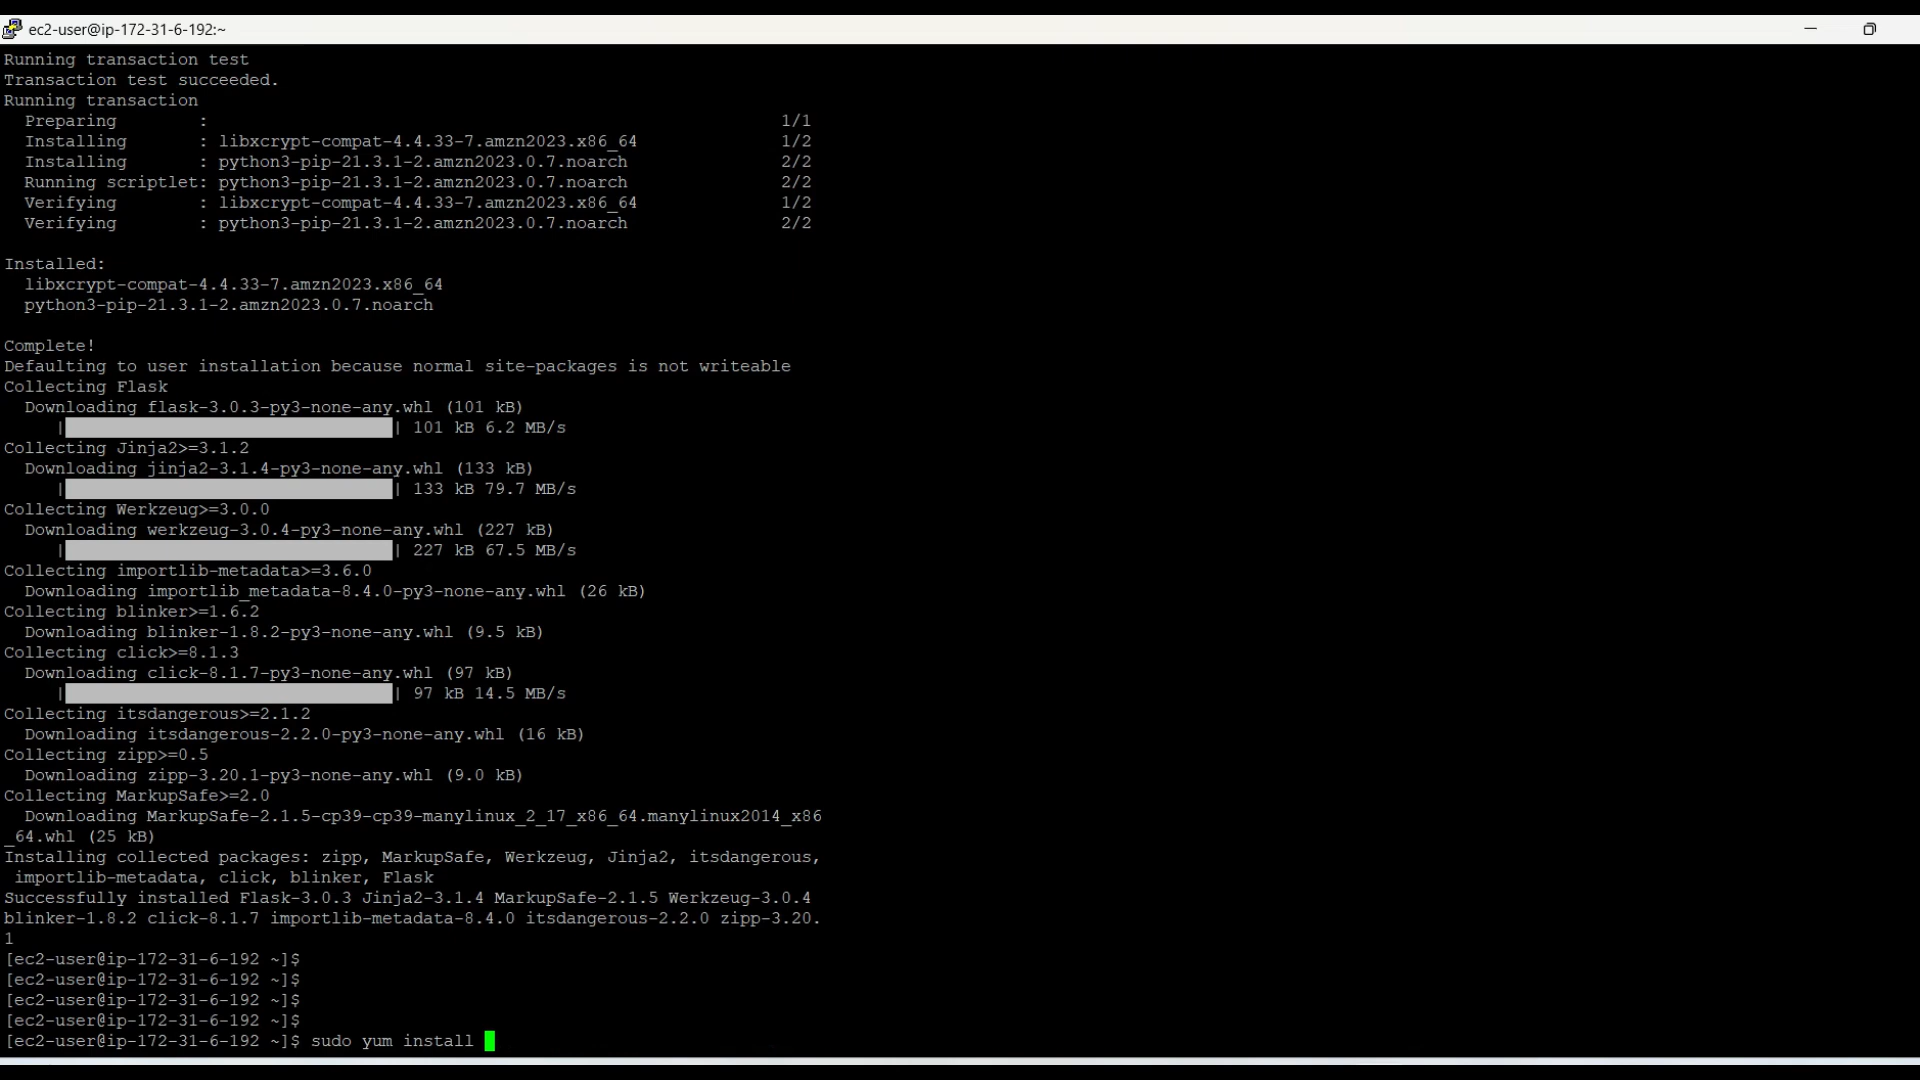 ec2-user@ip-172-31-6-192:~
Running transaction test
Transaction test succeeded.
Running transaction
  Preparing        :                                                        1/1
  Installing       : libxcrypt-compat-4.4.33-7.amzn2023.x86_64              1/2
  Installing       : python3-pip-21.3.1-2.amzn2023.0.7.noarch               2/2
  Running scriptlet: python3-pip-21.3.1-2.amzn2023.0.7.noarch               2/2
  Verifying        : libxcrypt-compat-4.4.33-7.amzn2023.x86_64              1/2
  Verifying        : python3-pip-21.3.1-2.amzn2023.0.7.noarch               2/2
Installed:
  libxcrypt-compat-4.4.33-7.amzn2023.x86_64
  python3-pip-21.3.1-2.amzn2023.0.7.noarch
Complete!
Defaulting to user installation because normal site-packages is not writeable
Collecting Flask
  Downloading flask-3.0.3-py3-none-any.whl (101 kB)
     | | 101 kB 6.2 MB/s
Collecting Jinja2>=3.1.2
  Downloading jinja2-3.1.4-py3-none-any.whl (133 kB)
     | | 133 kB 79.7 MB/s
Collecting Werkzeug>=3.0.0
  Downloading werkzeug-3.0.4-py3-none-any.whl (227 kB)
     | | 227 kB 67.5 MB/s
Collecting importlib-metadata>=3.6.0
  Downloading importlib_metadata-8.4.0-py3-none-any.whl (26 kB)
Collecting blinker>=1.6.2
  Downloading blinker-1.8.2-py3-none-any.whl (9.5 kB)
Collecting click>=8.1.3
  Downloading click-8.1.7-py3-none-any.whl (97 kB)
     | | 97 kB 14.5 MB/s
Collecting itsdangerous>=2.1.2
  Downloading itsdangerous-2.2.0-py3-none-any.whl (16 kB)
Collecting zipp>=0.5
  Downloading zipp-3.20.1-py3-none-any.whl (9.0 kB)
Collecting MarkupSafe>=2.0
  Downloading MarkupSafe-2.1.5-cp39-cp39-manylinux_2_17_x86_64.manylinux2014_x86
_64.whl (25 kB)
Installing collected packages: zipp, MarkupSafe, Werkzeug, Jinja2, itsdangerous,
 importlib-metadata, click, blinker, Flask
Successfully installed Flask-3.0.3 Jinja2-3.1.4 MarkupSafe-2.1.5 Werkzeug-3.0.4
blinker-1.8.2 click-8.1.7 importlib-metadata-8.4.0 itsdangerous-2.2.0 zipp-3.20.
1
[ec2-user@ip-172-31-6-192 ~]$
[ec2-user@ip-172-31-6-192 ~]$
[ec2-user@ip-172-31-6-192 ~]$
[ec2-user@ip-172-31-6-192 ~]$
[ec2-user@ip-172-31-6-192 ~]$ sudo yum install